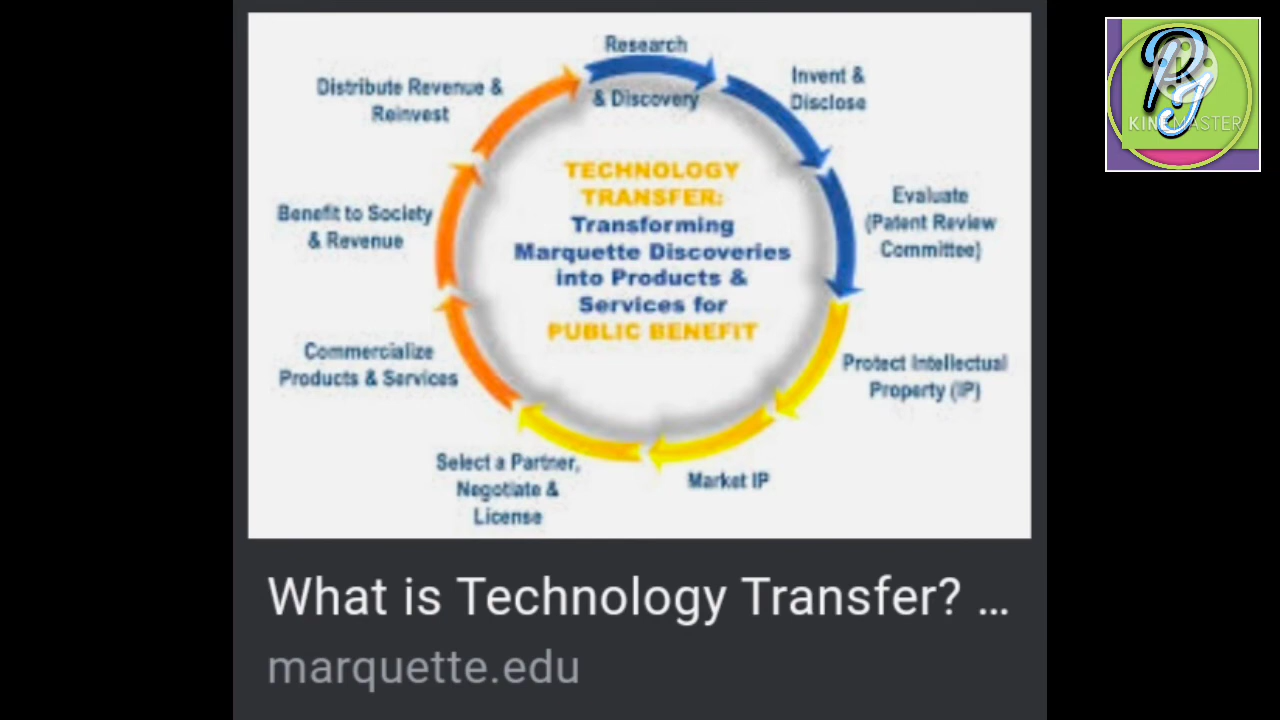 Research
& Discovery
Invent &
Disclose
Evaluate
(Patent Review
Committee)
Protect Intellectual
Property (IP)
Market IP
Select a Partner,
Negotiate &
License
Commercialize
Products & Services
Benefit to Society
& Revenue
Distribute Revenue &
Reinvest
TECHNOLOGY
TRANSFER:
Transforming
Marquette Discoveries
into Products &
Services for
PUBLIC BENEFIT
What is Technology Transfer? ...
marquette.edu
KINEMASTER